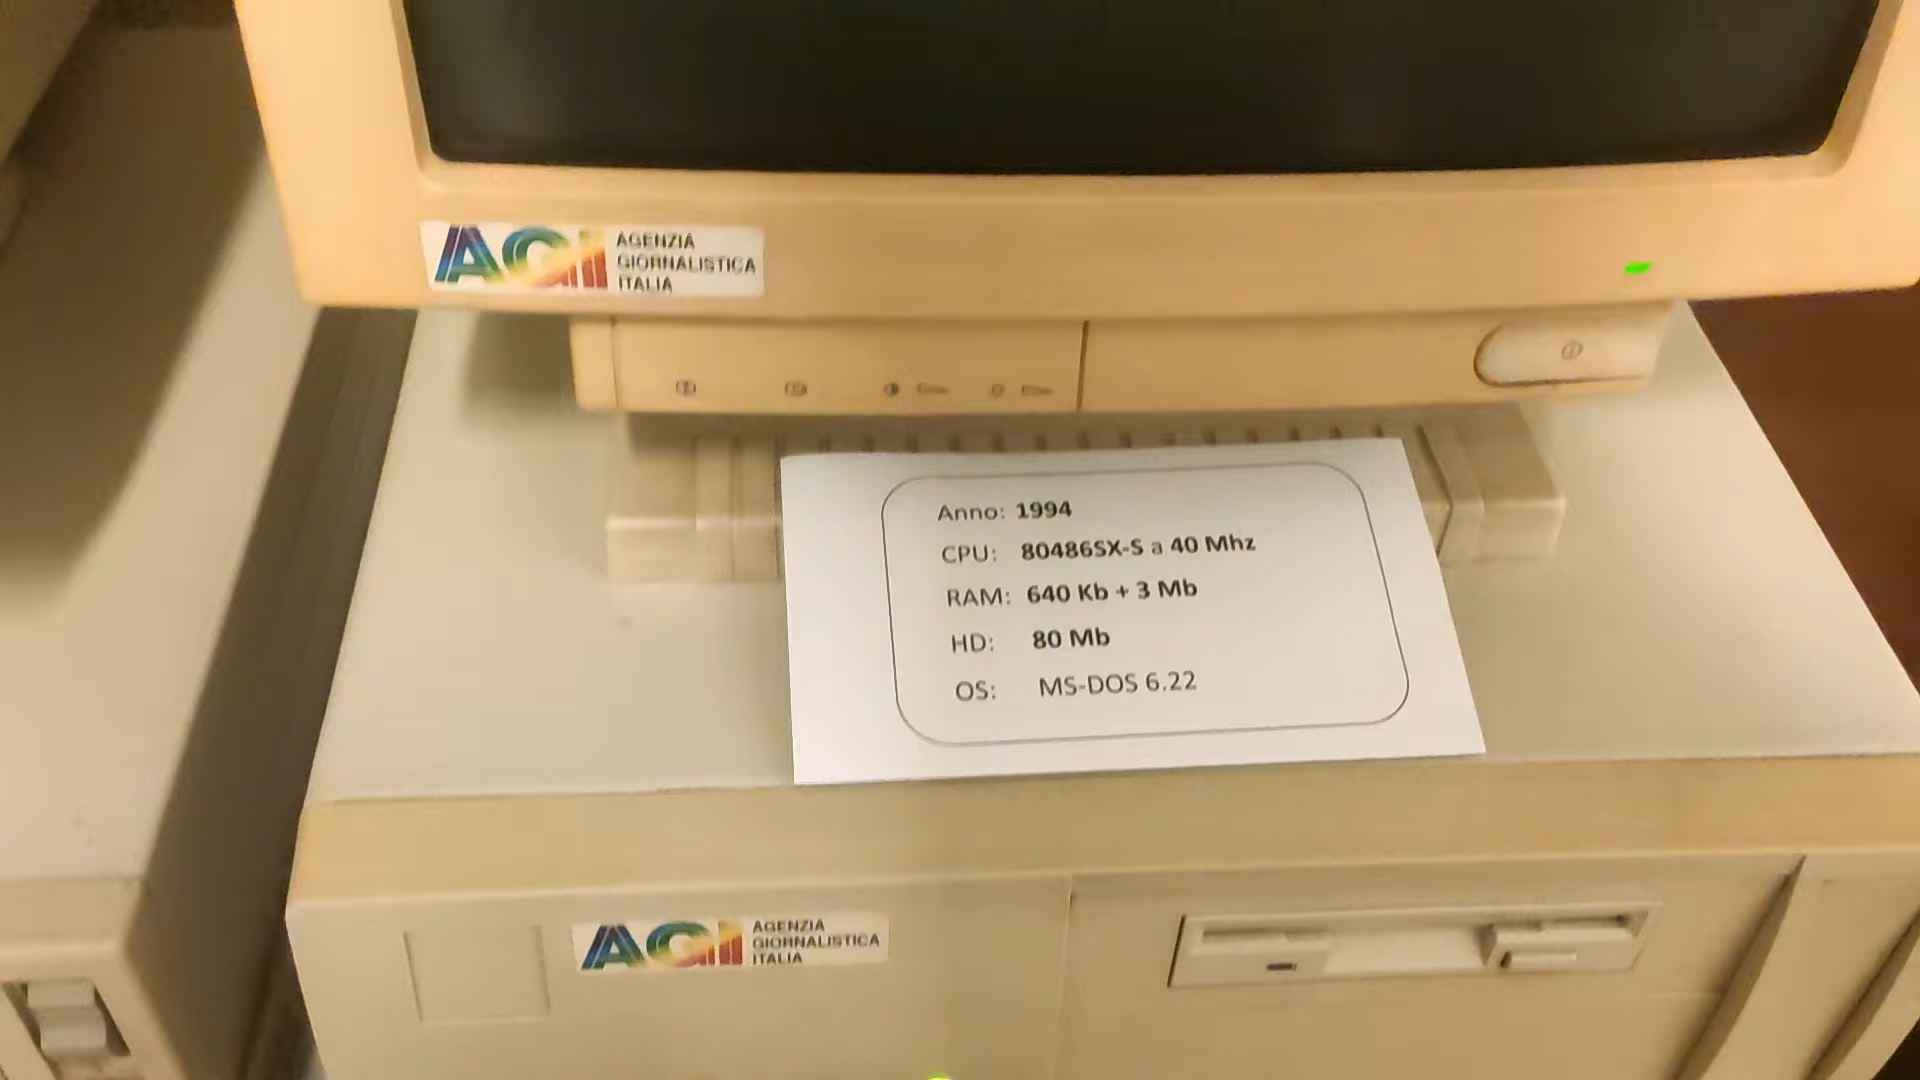 AGI AGENZIA
GIORNALISTICA
ITALIA
Anno: 1994
CPU: 80486SX-S a 40 Mhz
RAM: 640 Kb + 3 Mb
HD: 80 Mb
OS: MS-DOS 6.22
AGI AGENZIA
GIORNALISTICA
ITALIA